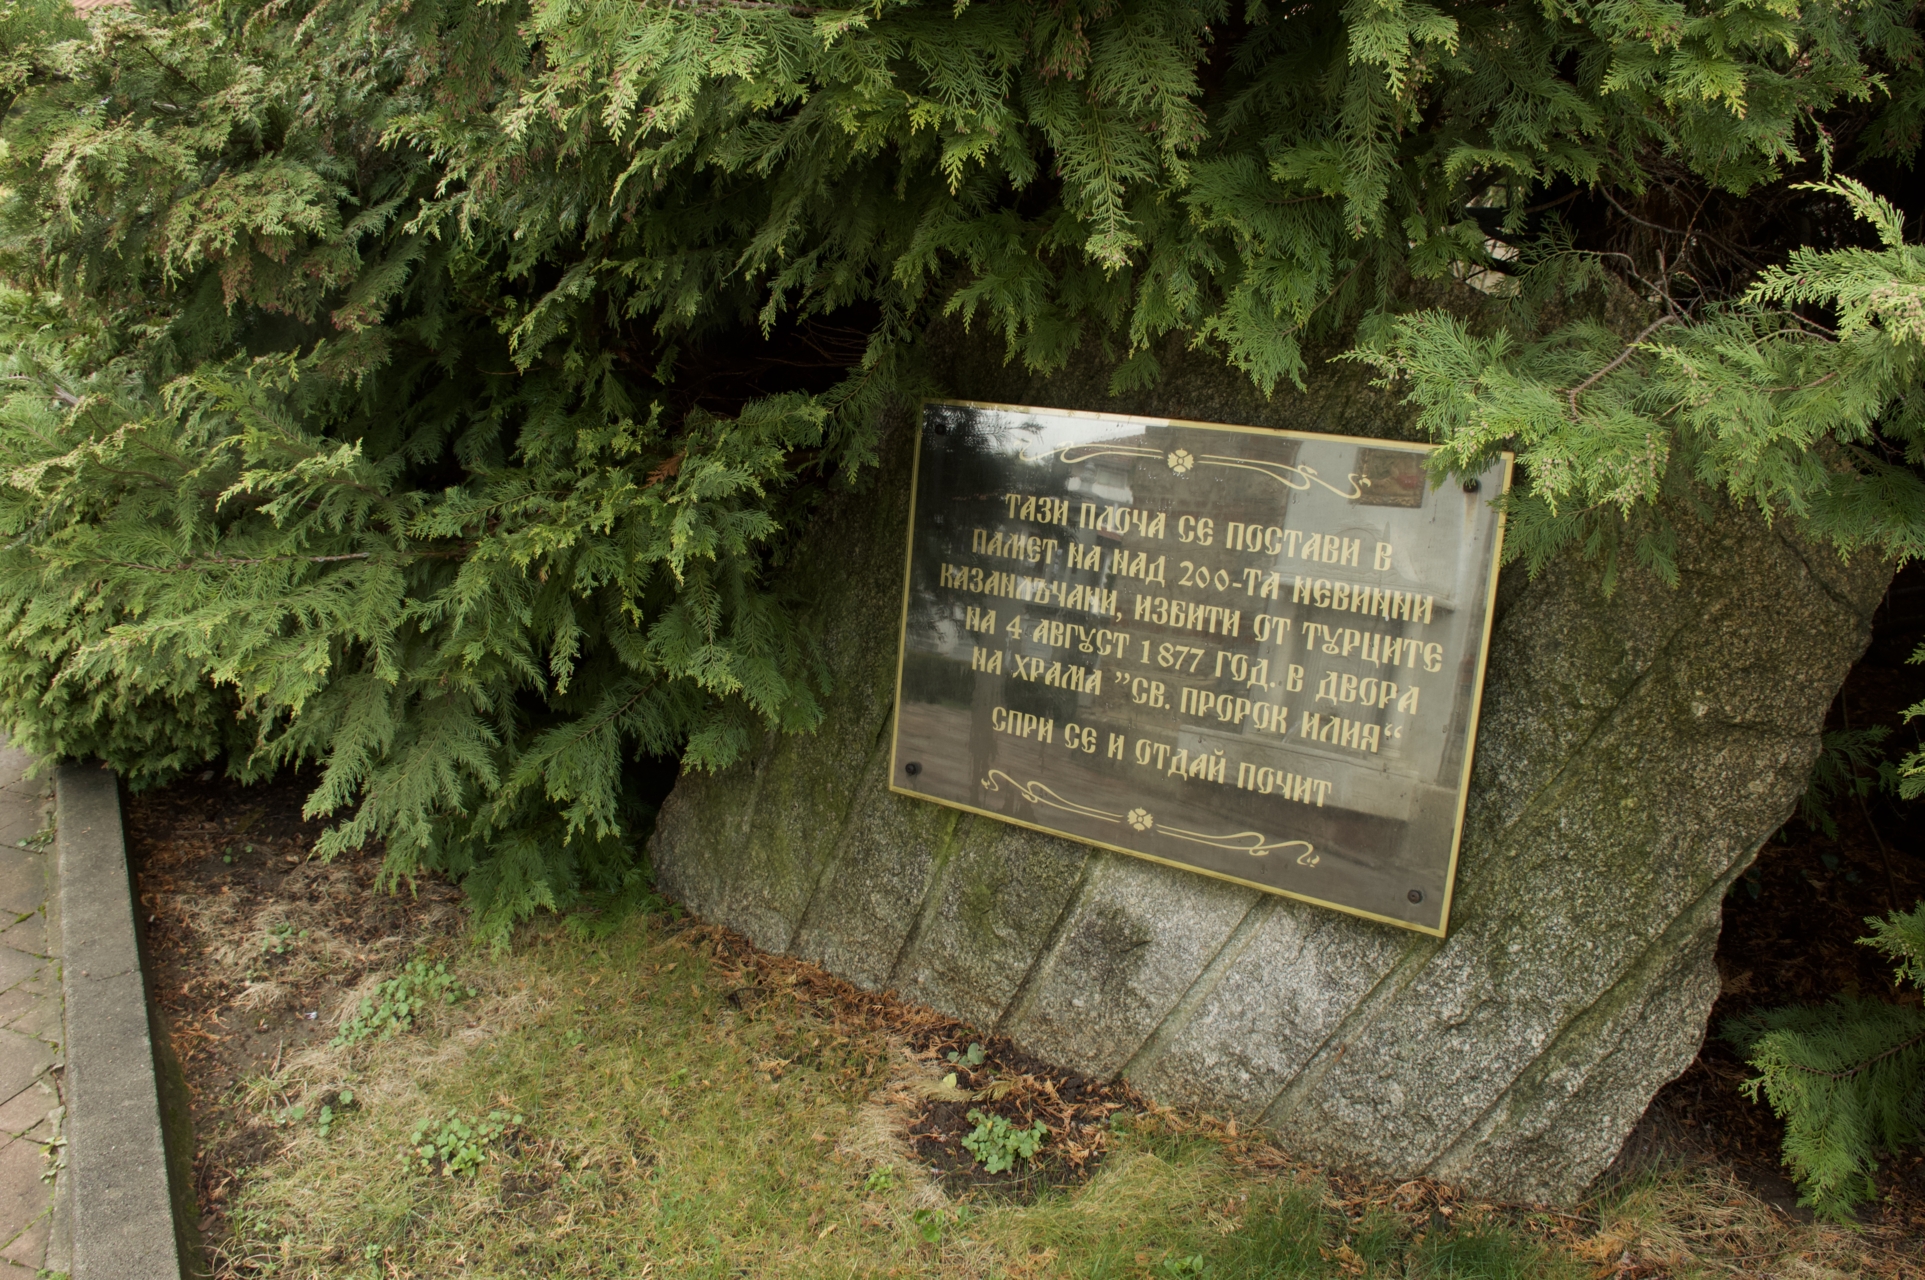 ТАЗИ ПЛОЧА СЕ ПОСТАВИ В
ПАМЕТ НА НАД 200-ТА НЕВИННИ
КАЗАНЛЪЧАНИ, ИЗБИТИ ОТ ТУРЦИТЕ
НА 4 АВГУСТ 1877 ГОД. В ДВОРА
НА ХРАМА ”СВ. ПРОРОК ИЛИЯ“
СПРИ СЕ И ОТДАЙ ПОЧИТ